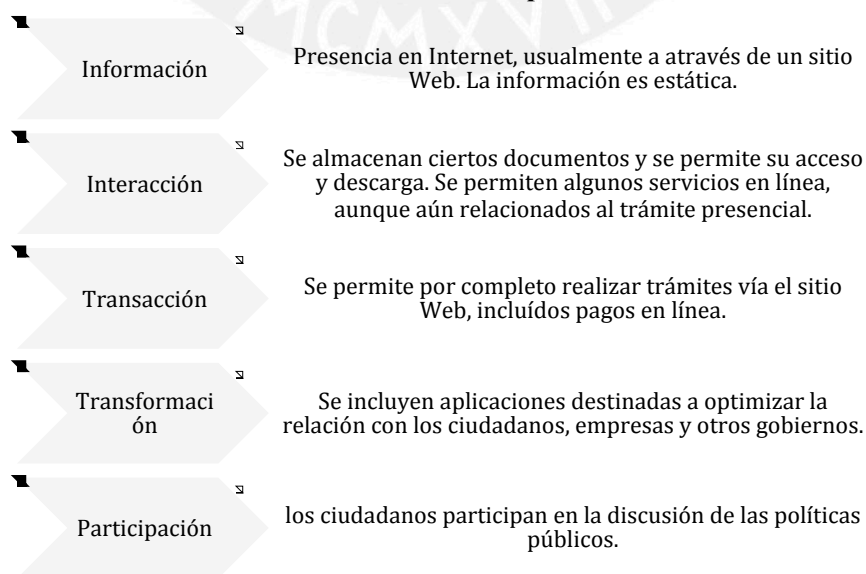 Información
Presencia en Internet, usualmente a através de un sitio
Web. La información es estática.
Interacción
Se almacenan ciertos documentos y se permite su acceso
y descarga. Se permiten algunos servicios en línea,
aunque aún relacionados al trámite presencial.
Transacción
Se permite por completo realizar trámites vía el sitio
Web, incluídos pagos en línea.
Transformaci
ón
Se incluyen aplicaciones destinadas a optimizar la
relación con los ciudadanos, empresas y otros gobiernos.
Participación
los ciudadanos participan en la discusión de las políticas
públicos.